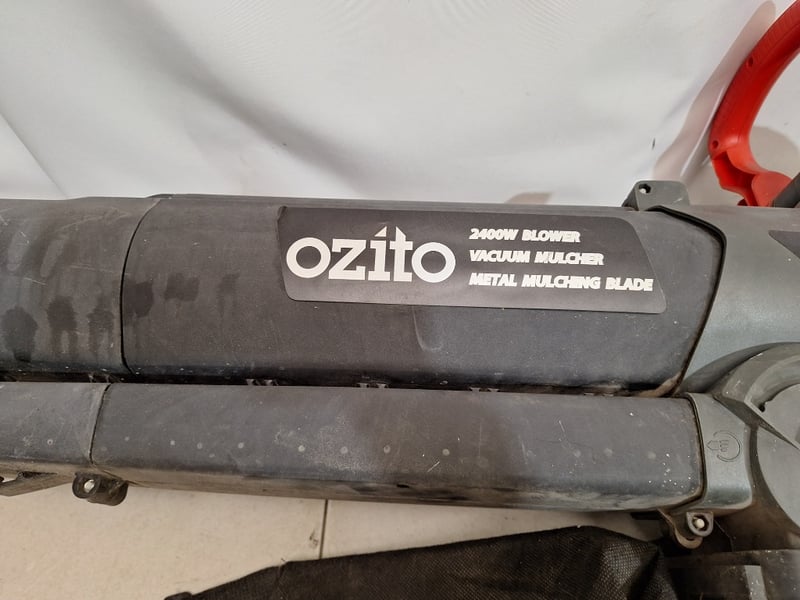 ozito
2400W BLOWER
VACUUM MULCHER
METAL MULCHING BLADE